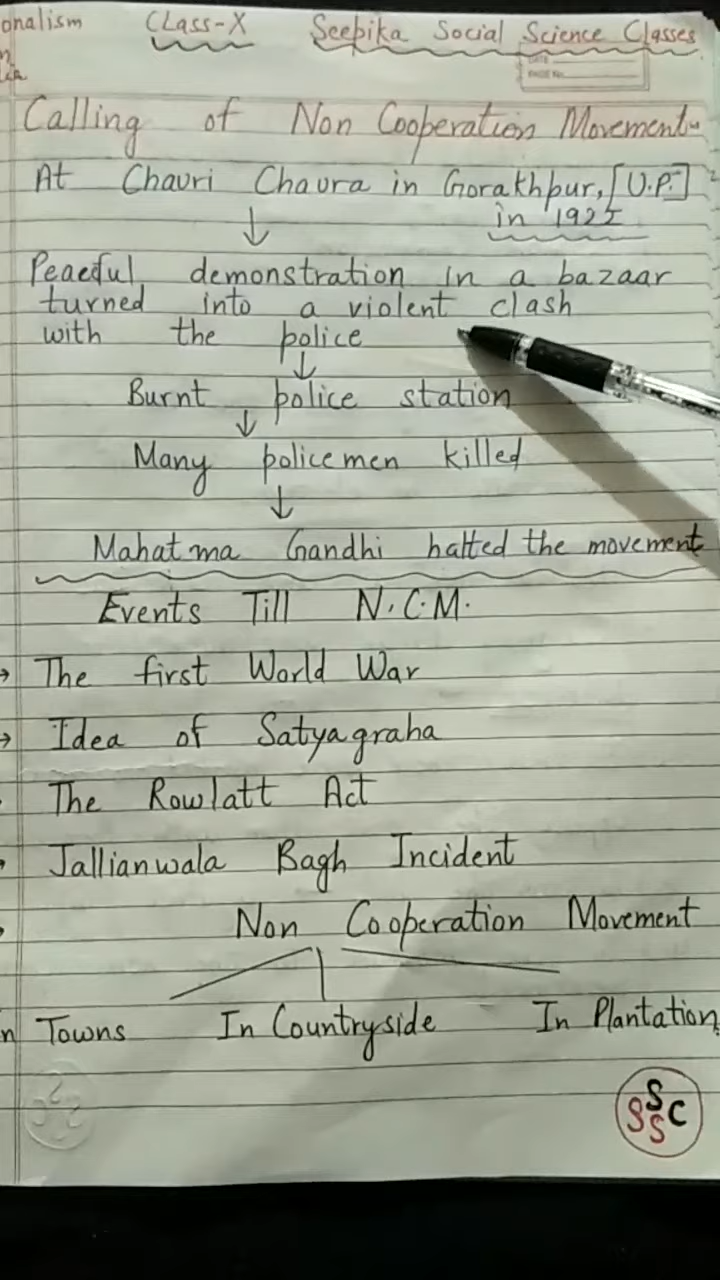 onalism CLass-X Seepika Social Science Classes
DATE
PAGE No.
Calling of Non Cooperation Movement
At Chauri Chaura in Gorakhpur, [U.P.]
in 1922
Peaceful demonstration in a bazaar
turned into a violent clash
with the police
Burnt police station
Many policemen killed
Mahatma Gandhi halted the movement
Events Till N.C.M.
→ The first World War
→ Idea of Satyagraha
The Rowlatt Act
Jallianwala Bagh Incident
Non Cooperation Movement
n Towns In Countryside In Plantation
SSSC